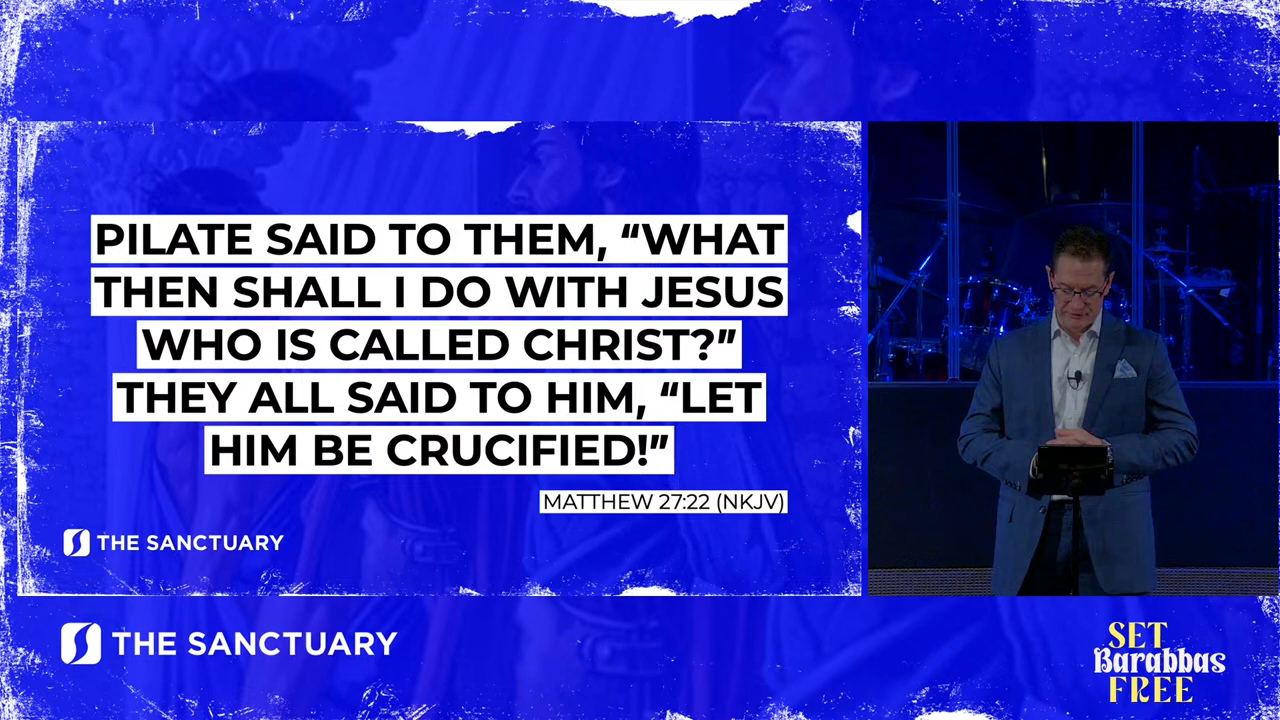 PILATE SAID TO THEM, “WHAT
THEN SHALL I DO WITH JESUS
WHO IS CALLED CHRIST?”
THEY ALL SAID TO HIM, “LET
HIM BE CRUCIFIED!”
MATTHEW 27:22 (NKJV)
THE SANCTUARY
THE SANCTUARY
SET
Barabbas
FREE